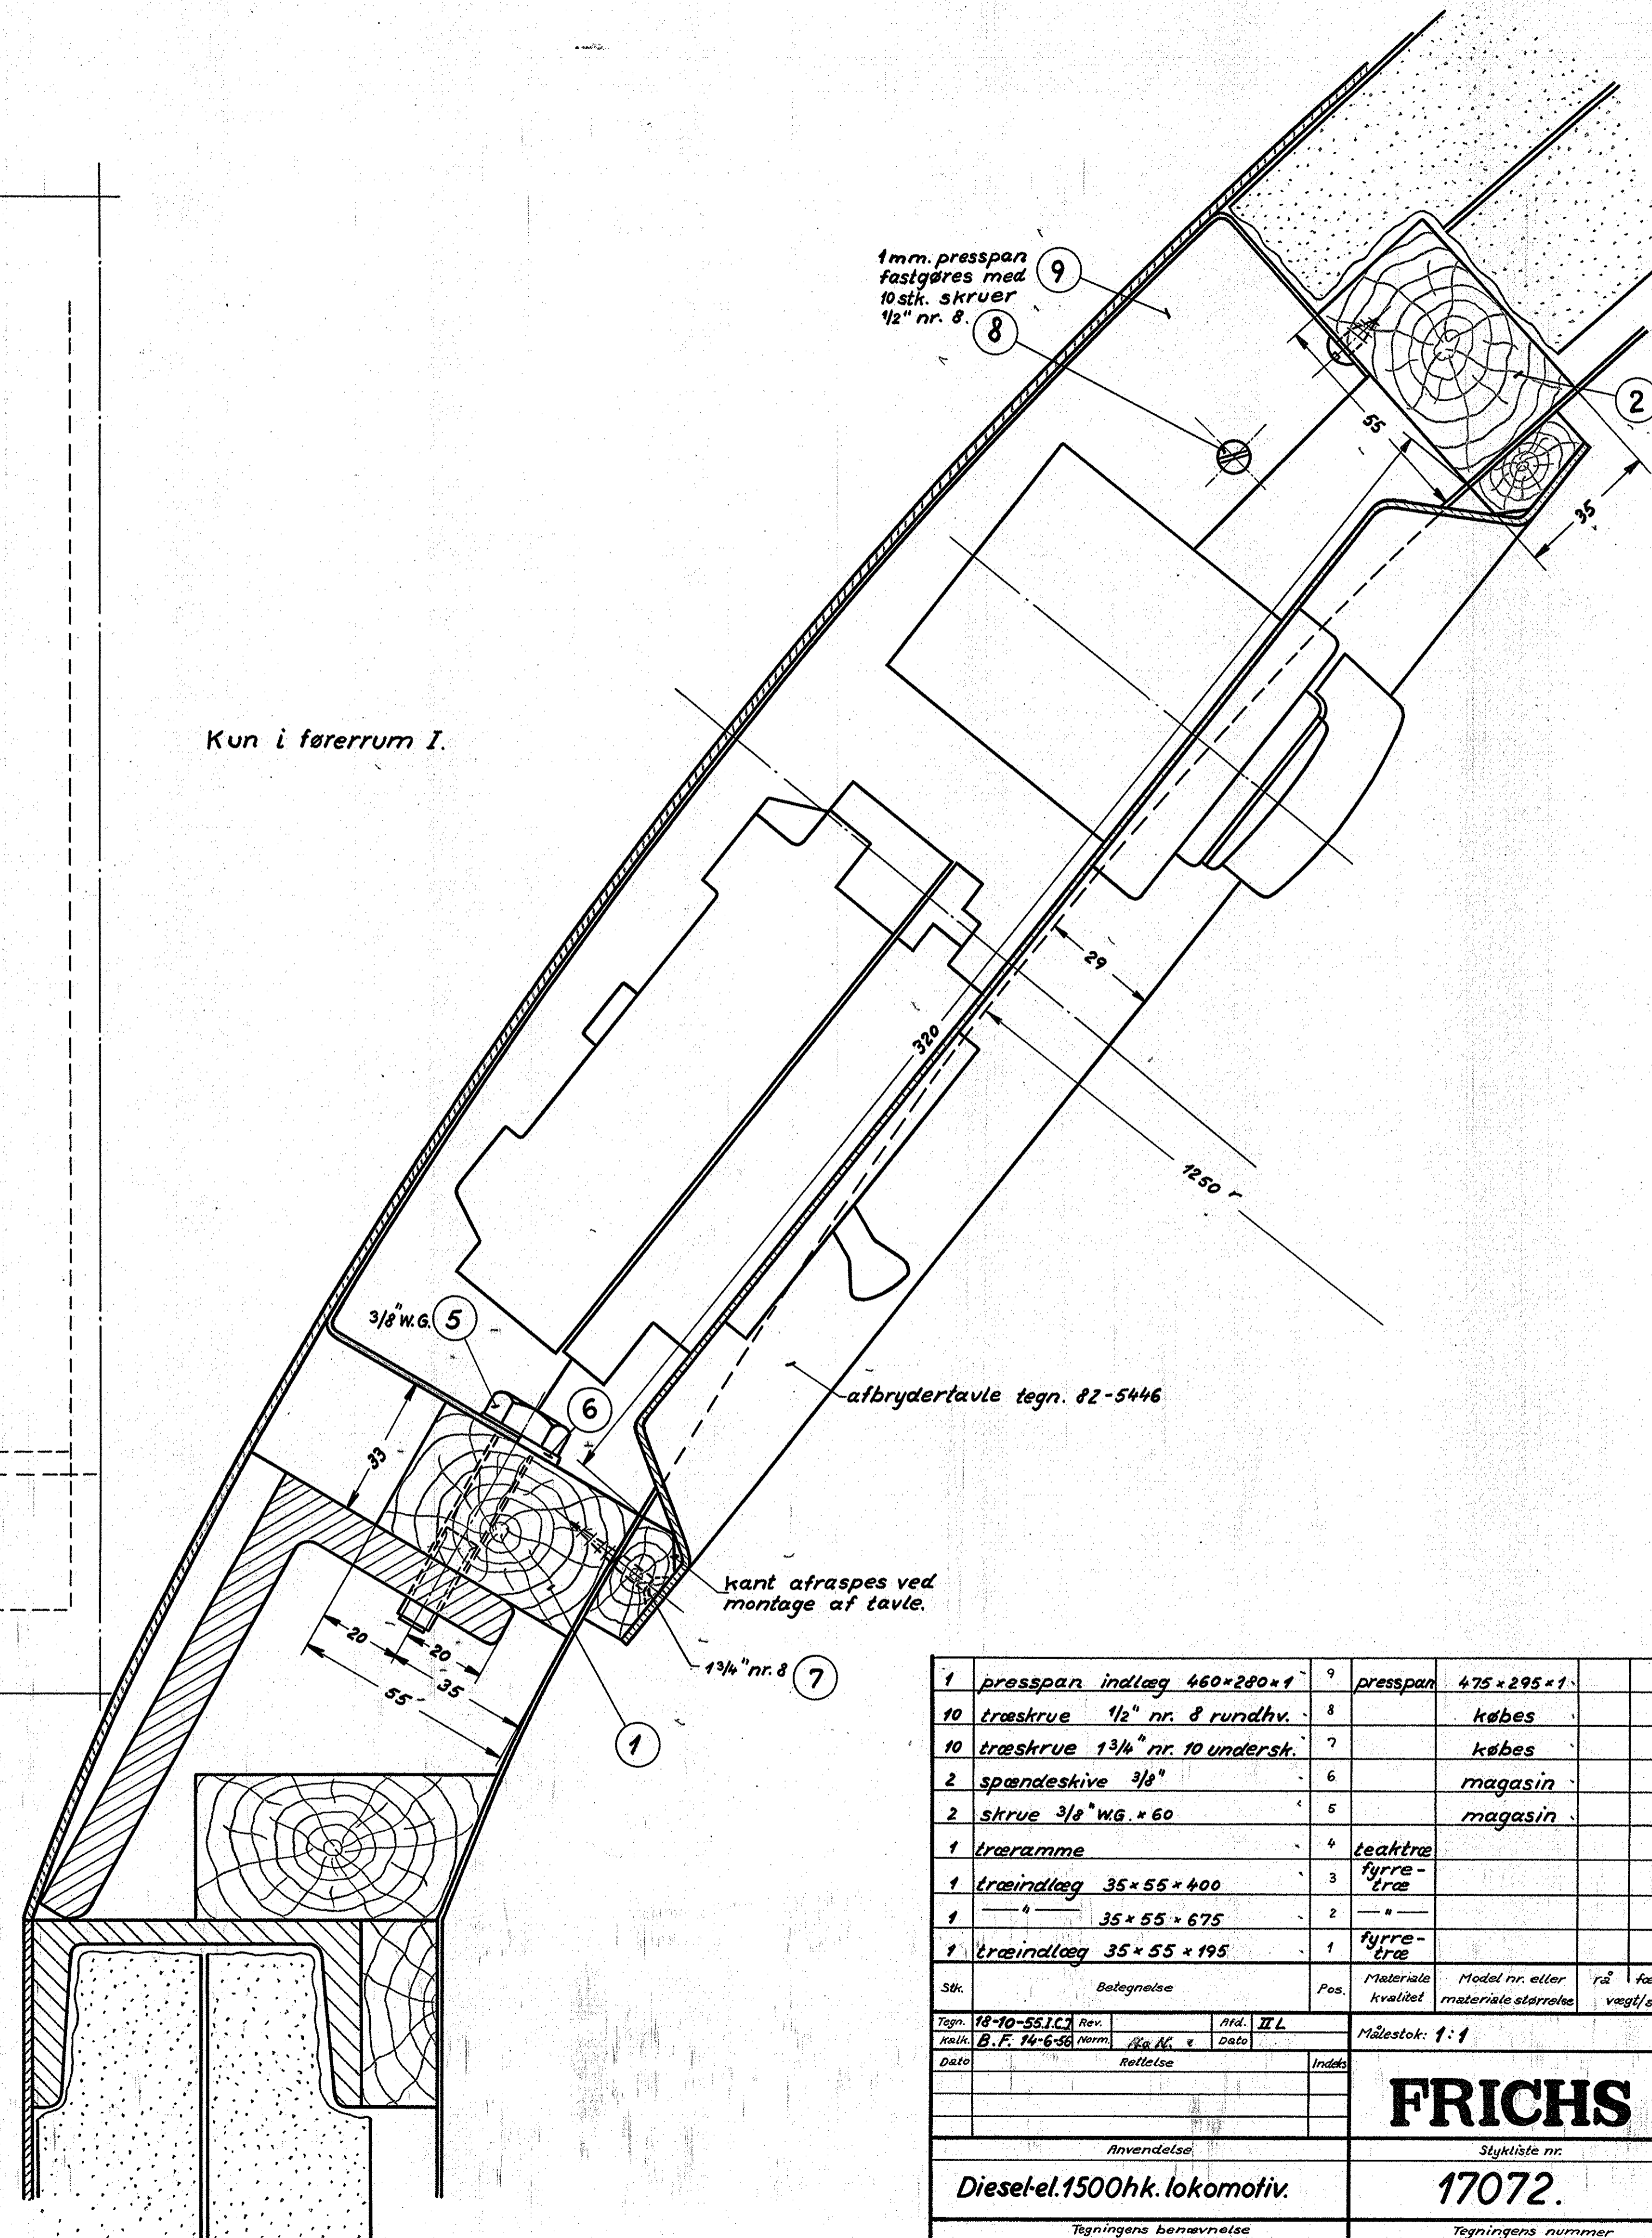 1mm. presspan
fastgøres med
10 stk. skruer
1/2" nr. 8.
9
8
2
55
35
Kun i førerrum I.
29
320
1250 r
3/8" W.G. 5
6
afbrydertavle tegn. 82-5446
33
kant afraspes ved
montage af tavle.
20
20
35
55
1 3/4" nr. 8 7
1
1 presspan indlæg 460×280×1 9 presspan 475×295×1
10 træskrue 1/2" nr. 8 rundhv. 8 købes
10 træskrue 1 3/4" nr. 10 undersk. 7 købes
2 spændeskive 3/8" 6 magasin
2 skrue 3/8" W.G. × 60 5 magasin
1 træramme 4 teaktræ
1 træindlæg 35×55×400 3 fyrre-træ
1 —"— 35×55×675 2 —"—
1 træindlæg 35×55×195 1 fyrre-træ
Stk. Betegnelse Pos. Materiale kvalitet Model nr. eller materiale størrelse rå vægt/s
Tegn. 18-10-55 I.C.J Rev. Afd. II L Målestok: 1:1
Kalk. B.F. 14-6-56 Norm. Dato
Dato Rettelse Indeks
FRICHS
Anvendelse Stykliste nr.
Diesel-el. 1500hk. lokomotiv. 17072.
Tegningens benævnelse Tegningens nummer